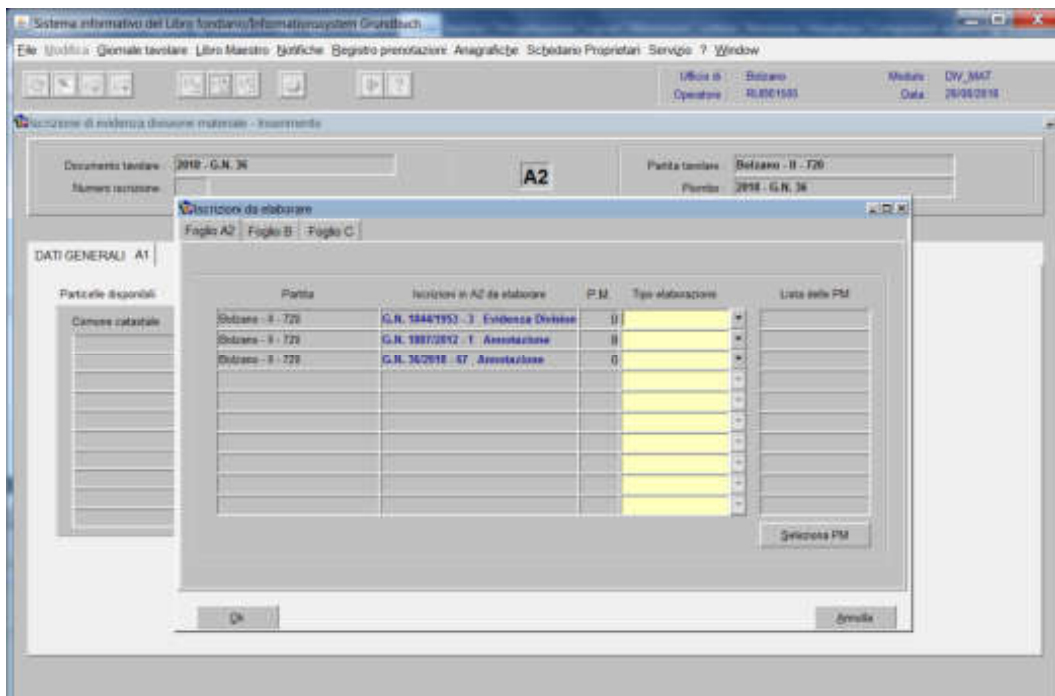 Sistema informativo del Libro fondiario/Informationssystem Grundbuch
File Modifica Giornale tavolare Libro Maestro Notifiche Registro prenotazioni Anagrafiche Schedario Proprietari Servizio ? Window
Ufficio di Bolzano Modulo DIV_MAT
Operatore Data
Iscrizione di evidenza divisione materiale - Inserimento
Documento tavolare 2018 - G.N. 36 A2 Partita tavolare Bolzano - II - 720
Numero iscrizione Piombo 2018 - G.N. 36
Iscrizioni da elaborare
Foglio A2 Foglio B Foglio C
DATI GENERALI A1
Particelle disponibili Partita Iscrizioni in A2 da elaborare P.M. Tipo elaborazione Lista delle PM
Comune catastale Bolzano - II - 720 G.N. 1844/1953 - 3 Evidenza Divisione 0
Bolzano - II - 720 G.N. 1887/2012 - 1 Annotazione 0
Bolzano - II - 720 G.N. 36/2018 - 67 Annotazione 0
Seleziona PM
Ok Annulla